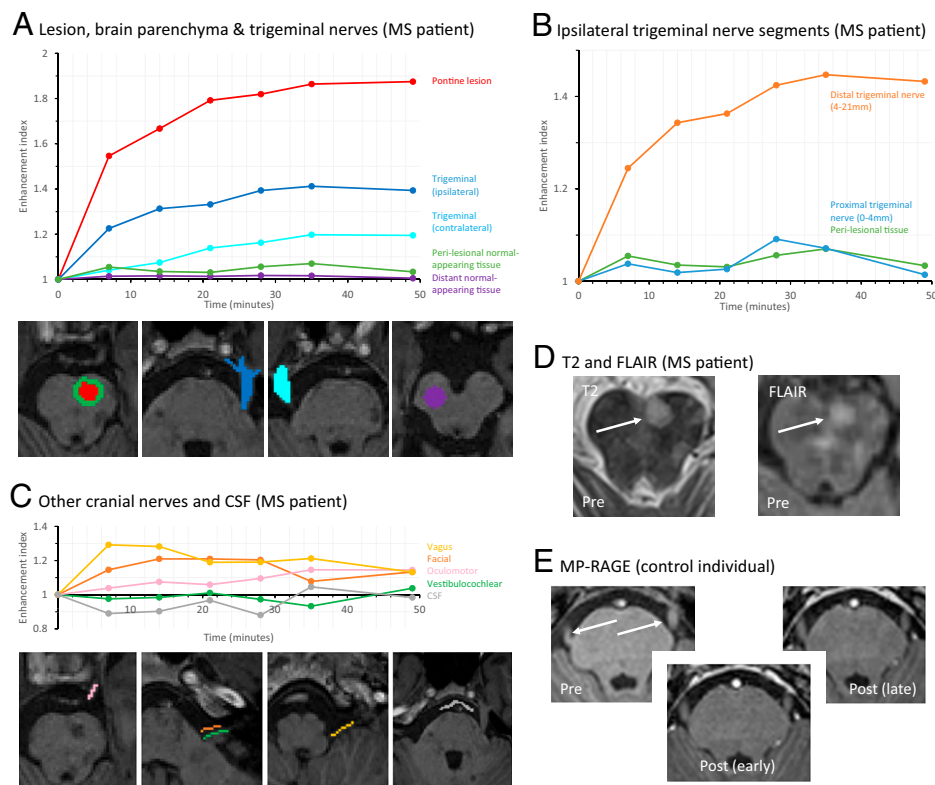 A Lesion, brain parenchyma & trigeminal nerves (MS patient)
2
1.8
1.6
1.4
1.2
1
Enhancement index
0
10
20
30
40
50
Time (minutes)
Pontine lesion
Trigeminal
(ipsilateral)
Trigeminal
(contralateral)
Peri-lesional normal-
appearing tissue
Distant normal-
appearing tissue
B Ipsilateral trigeminal nerve segments (MS patient)
1.4
1.2
1
Enhancement index
0
10
20
30
40
50
Time (minutes)
Distal trigeminal nerve
(4-21mm)
Proximal trigeminal
nerve (0-4mm)
Peri-lesional tissue
C Other cranial nerves and CSF (MS patient)
1.4
1.2
1
0.8
Enhancement index
0
10
20
30
40
50
Time (minutes)
Vagus
Facial
Oculomotor
Vestibulocochlear
CSF
D T2 and FLAIR (MS patient)
T2
Pre
FLAIR
Pre
E MP-RAGE (control individual)
Pre
Post (late)
Post (early)